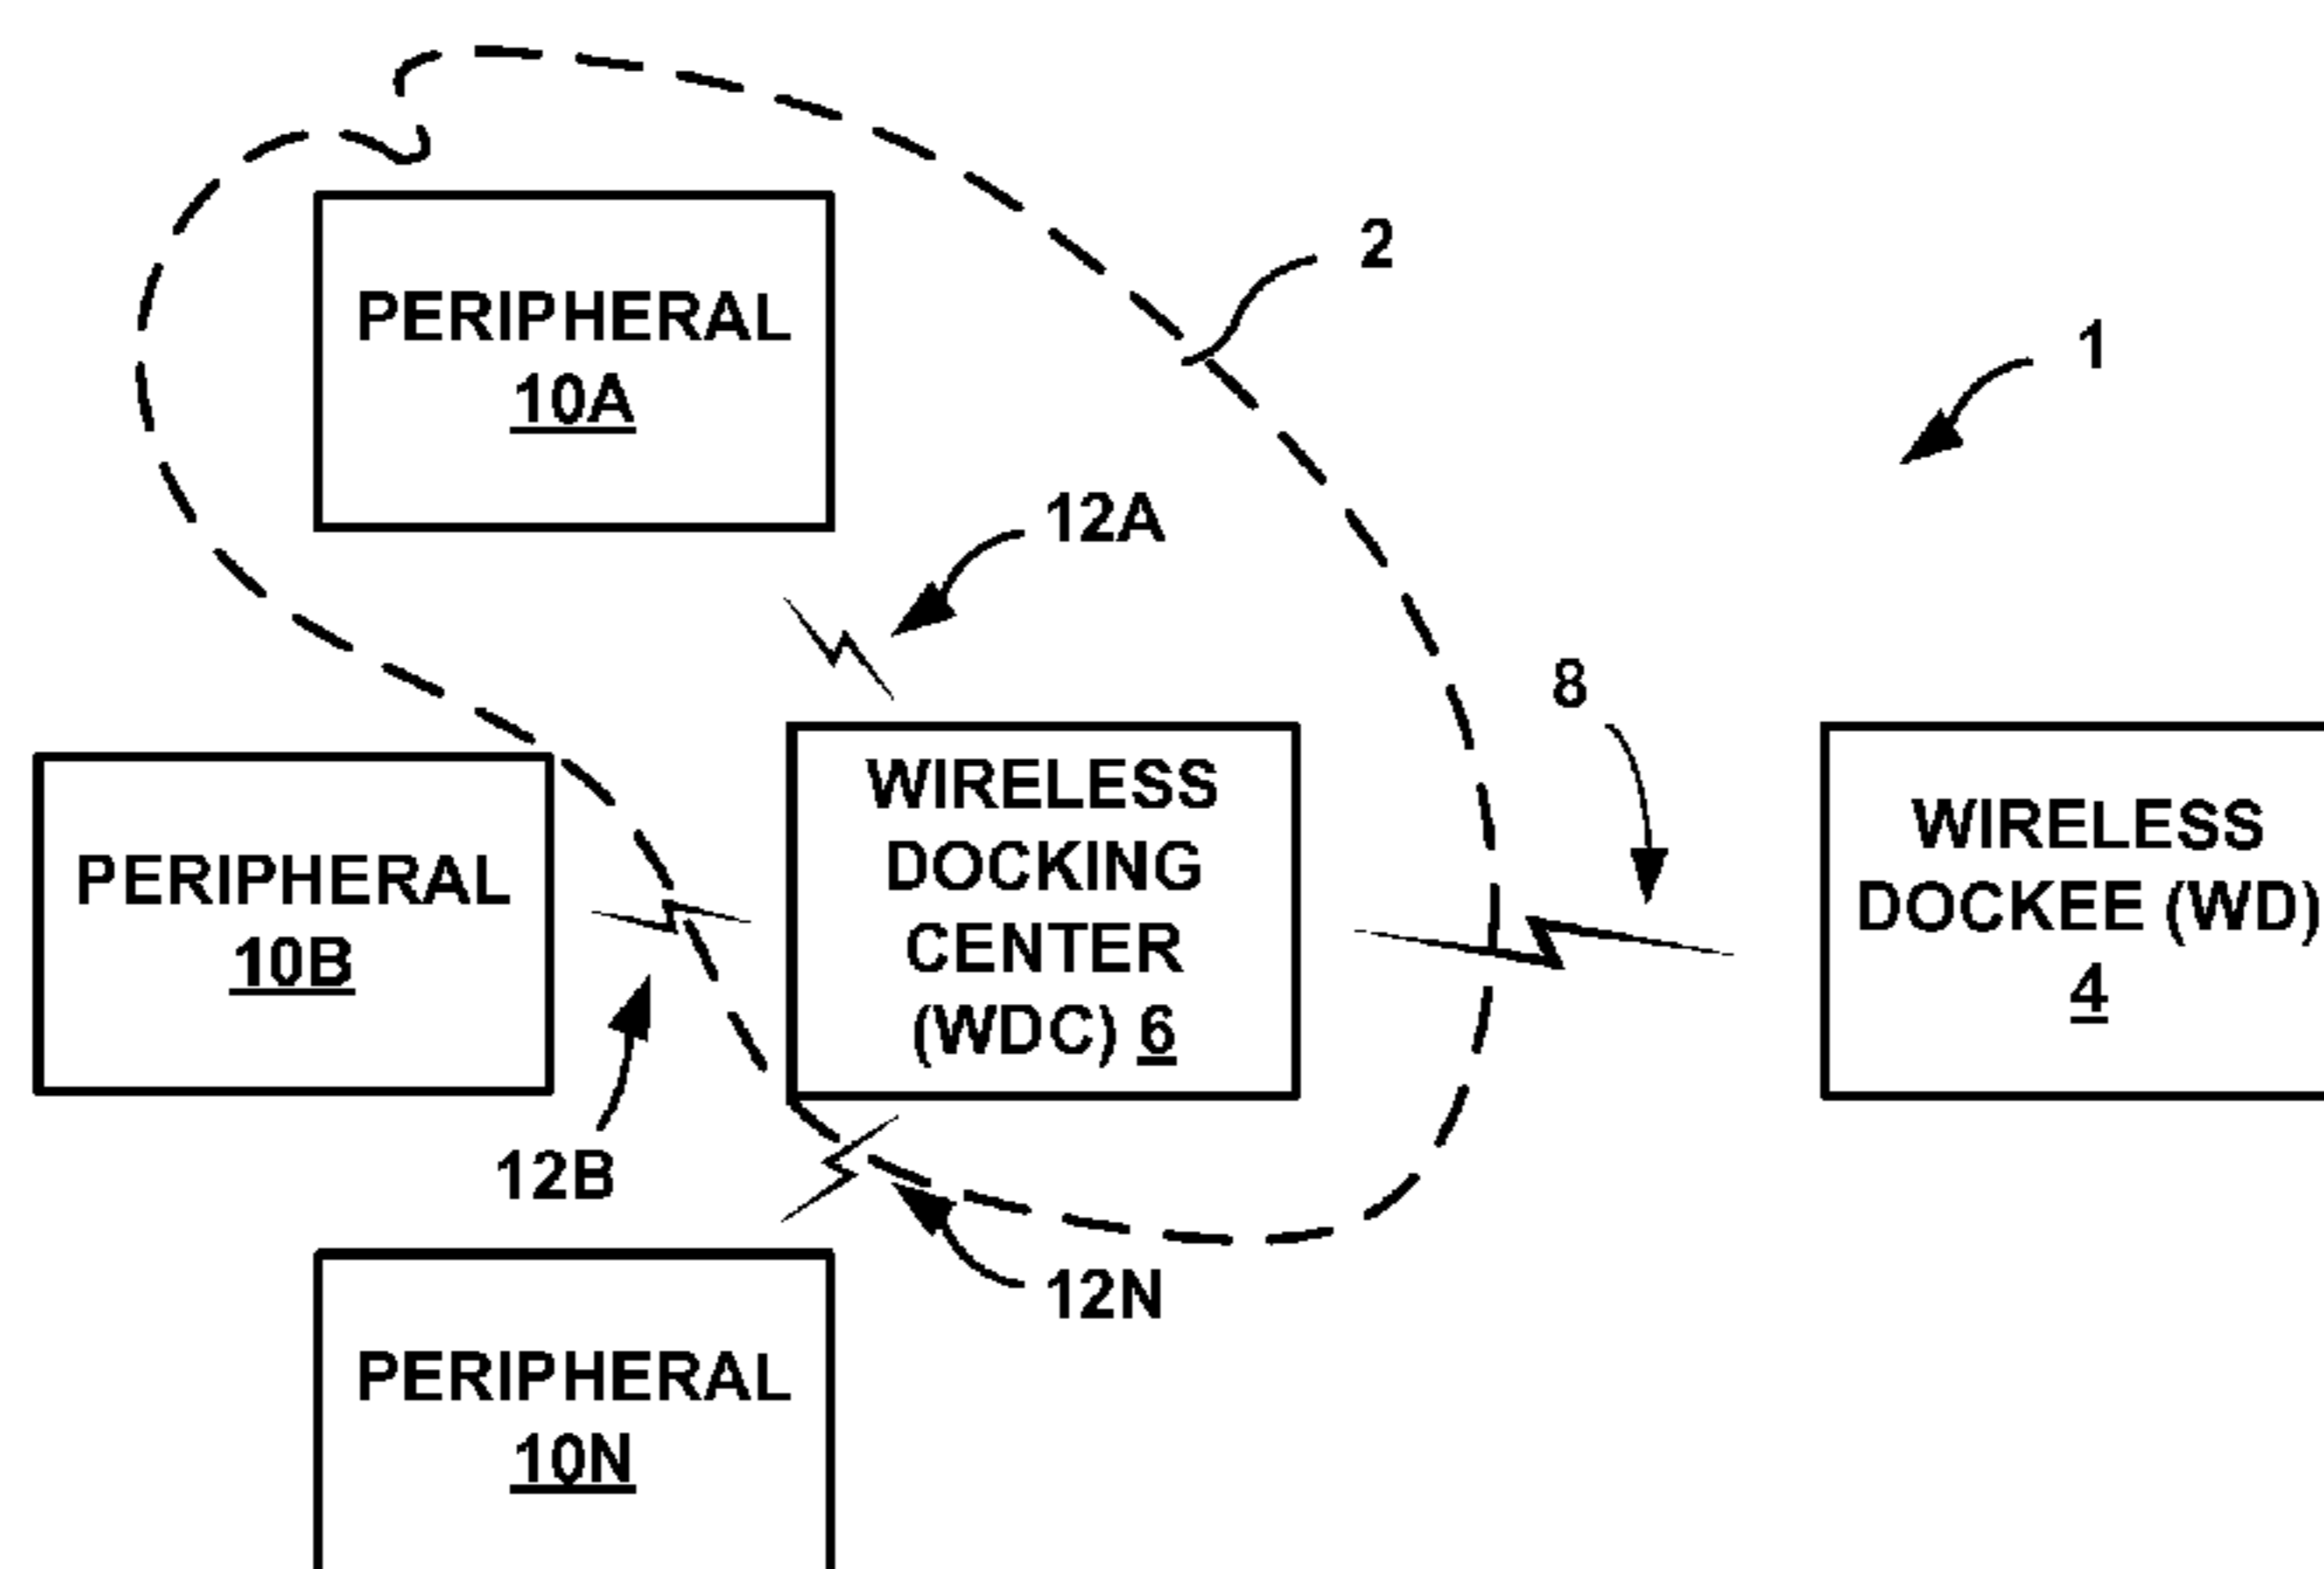 2
1
PERIPHERAL
10A
12A
8
WIRELESS
DOCKING
CENTER
(WDC) 6
WIRELESS
DOCKEE (WD)
4
PERIPHERAL
10B
12B
12N
PERIPHERAL
10N